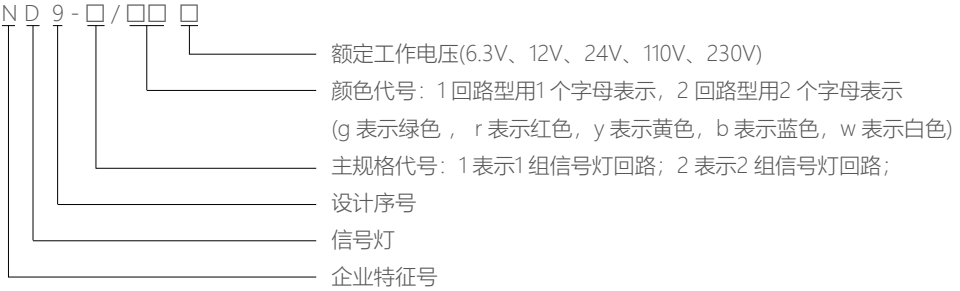 N D 9 - □ / □□ □
额定工作电压(6.3V、12V、24V、110V、230V)
颜色代号：1 回路型用1 个字母表示，2 回路型用2 个字母表示
(g 表示绿色 ， r 表示红色，y 表示黄色，b 表示蓝色，w 表示白色)
主规格代号：1 表示1 组信号灯回路；2 表示2 组信号灯回路；
设计序号
信号灯
企业特征号